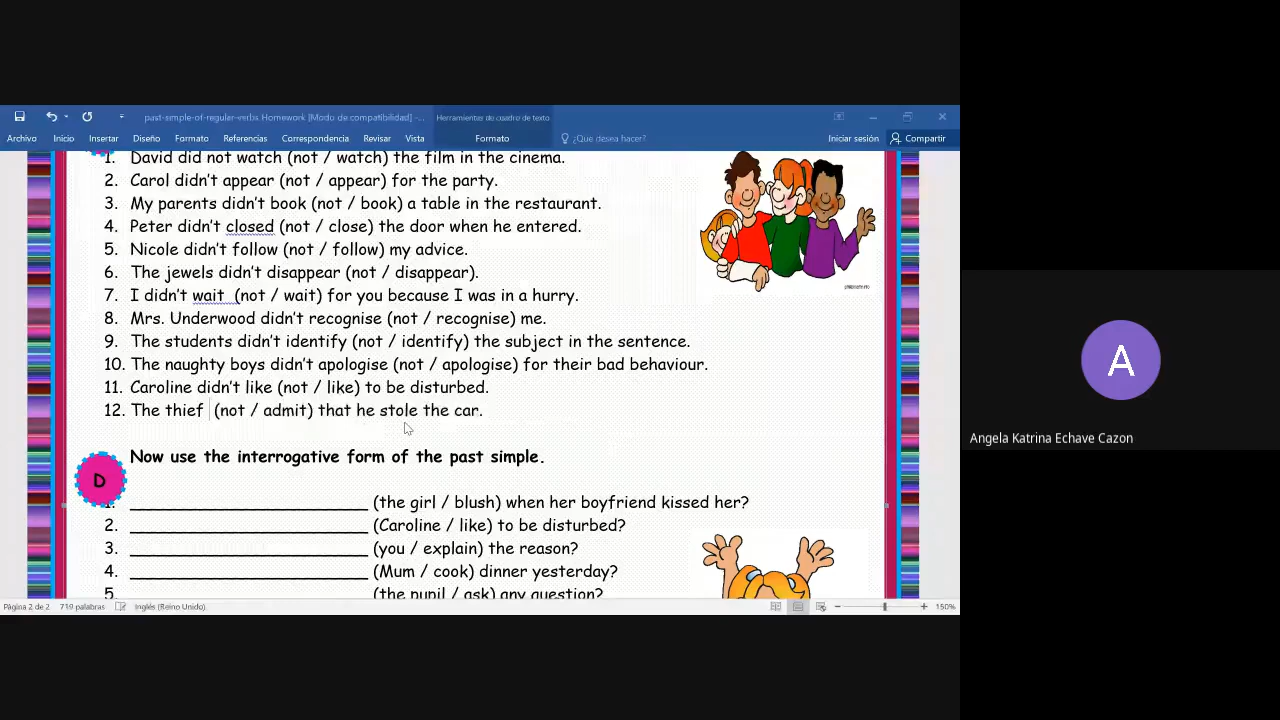 past-simple-of-regular-verbs Homework [Modo de compatibilidad] -...
Herramientas de cuadro de texto
Archivo Inicio Insertar Diseño Formato Referencias Correspondencia Revisar Vista Formato ¿Que desea hacer? Iniciar sesión Compartir
1. David did not watch (not / watch) the film in the cinema.
2. Carol didn't appear (not / appear) for the party.
3. My parents didn't book (not / book) a table in the restaurant.
4. Peter didn't closed (not / close) the door when he entered.
5. Nicole didn't follow (not / follow) my advice.
6. The jewels didn't disappear (not / disappear).
7. I didn't wait (not / wait) for you because I was in a hurry.
8. Mrs. Underwood didn't recognise (not / recognise) me.
9. The students didn't identify (not / identify) the subject in the sentence.
10. The naughty boys didn't apologise (not / apologise) for their bad behaviour.
11. Caroline didn't like (not / like) to be disturbed.
12. The thief (not / admit) that he stole the car.
Now use the interrogative form of the past simple.
D
1. ________________________ (the girl / blush) when her boyfriend kissed her?
2. ________________________ (Caroline / like) to be disturbed?
3. ________________________ (you / explain) the reason?
4. ________________________ (Mum / cook) dinner yesterday?
5. ________________________ (the pupil / ask) any question?
Página 2 de 2 719 palabras Inglés (Reino Unido) 150%
A
Angela Katrina Echave Cazon